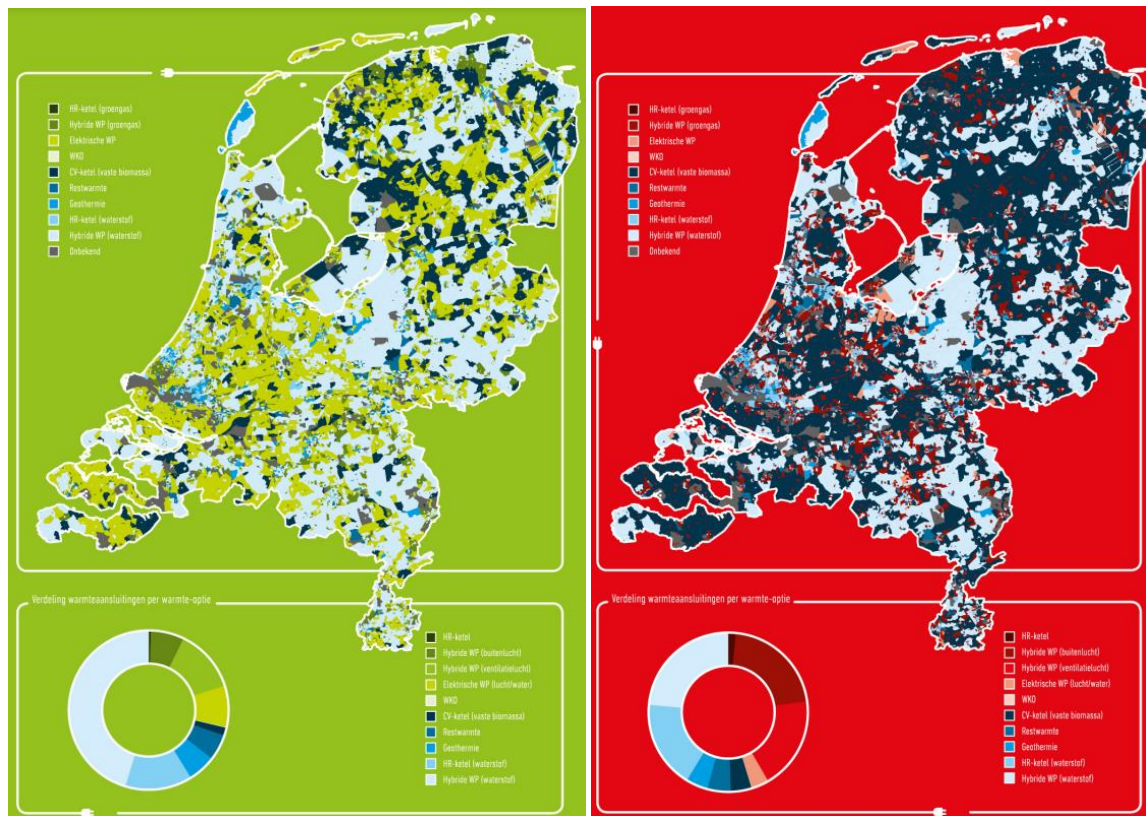 HR-ketel (groengas)
Hybride WP (groengas)
Elektrische WP
WKO
CV-ketel (vaste biomassa)
Restwarmte
Geothermie
HR-ketel (waterstof)
Hybride WP (waterstof)
Onbekend
Verdeling warmteaansluitingen per warmte-optie
HR-ketel
Hybride WP (buitenlucht)
Hybride WP (ventilatielucht)
Elektrische WP (lucht/water)
WKO
CV-ketel (vaste biomassa)
Restwarmte
Geothermie
HR-ketel (waterstof)
Hybride WP (waterstof)
HR-ketel (groengas)
Hybride WP (groengas)
Elektrische WP
WKO
CV-ketel (vaste biomassa)
Restwarmte
Geothermie
HR-ketel (waterstof)
Hybride WP (waterstof)
Onbekend
Verdeling warmteaansluitingen per warmte-optie
HR-ketel
Hybride WP (buitenlucht)
Hybride WP (ventilatielucht)
Elektrische WP (lucht/water)
WKO
CV-ketel (vaste biomassa)
Restwarmte
Geothermie
HR-ketel (waterstof)
Hybride WP (waterstof)